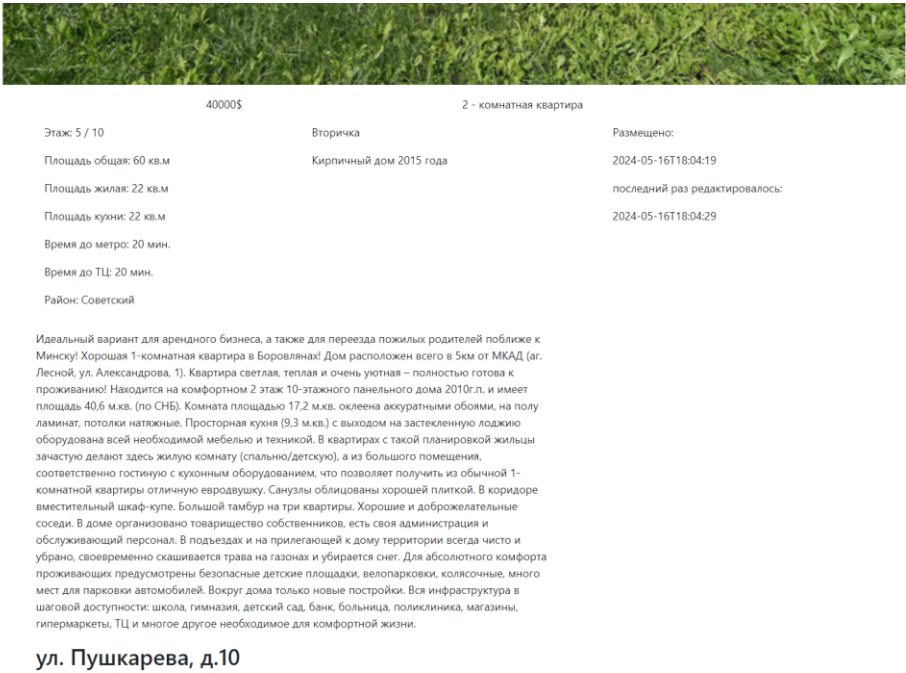 40000$ 2 - комнатная квартира
Этаж: 5 / 10 Вторичка Размещено:
Площадь общая: 60 кв.м Кирпичный дом 2015 года 2024-05-16T18:04:19
Площадь жилая: 22 кв.м последний раз редактировалось:
Площадь кухни: 22 кв.м 2024-05-16T18:04:29
Время до метро: 20 мин.
Время до ТЦ: 20 мин.
Район: Советский
Идеальный вариант для арендного бизнеса, а также для переезда пожилых родителей поближе к
Минску! Хорошая 1-комнатная квартира в Боровлянах! Дом расположен всего в 5км от МКАД (аг.
Лесной, ул. Александрова, 1). Квартира светлая, теплая и очень уютная – полностью готова к
проживанию! Находится на комфортном 2 этаж 10-этажного панельного дома 2010г.п. и имеет
площадь 40,6 м.кв. (по СНБ). Комната площадью 17,2 м.кв. оклеена аккуратными обоями, на полу
ламинат, потолки натяжные. Просторная кухня (9,3 м.кв.) с выходом на застекленную лоджию
оборудована всей необходимой мебелью и техникой. В квартирах с такой планировкой жильцы
зачастую делают здесь жилую комнату (спальню/детскую), а из большого помещения,
соответственно гостиную с кухонным оборудованием, что позволяет получить из обычной 1-
комнатной квартиры отличную евродвушку. Санузлы облицованы хорошей плиткой. В коридоре
вместительный шкаф-купе. Большой тамбур на три квартиры. Хорошие и доброжелательные
соседи. В доме организовано товарищество собственников, есть своя администрация и
обслуживающий персонал. В подъездах и на прилегающей к дому территории всегда чисто и
убрано, своевременно скашивается трава на газонах и убирается снег. Для абсолютного комфорта
проживающих предусмотрены безопасные детские площадки, велопарковки, колясочные, много
мест для парковки автомобилей. Вокруг дома только новые постройки. Вся инфраструктура в
шаговой доступности: школа, гимназия, детский сад, банк, больница, поликлиника, магазины,
гипермаркеты, ТЦ и многое другое необходимое для комфортной жизни.
ул. Пушкарева, д.10